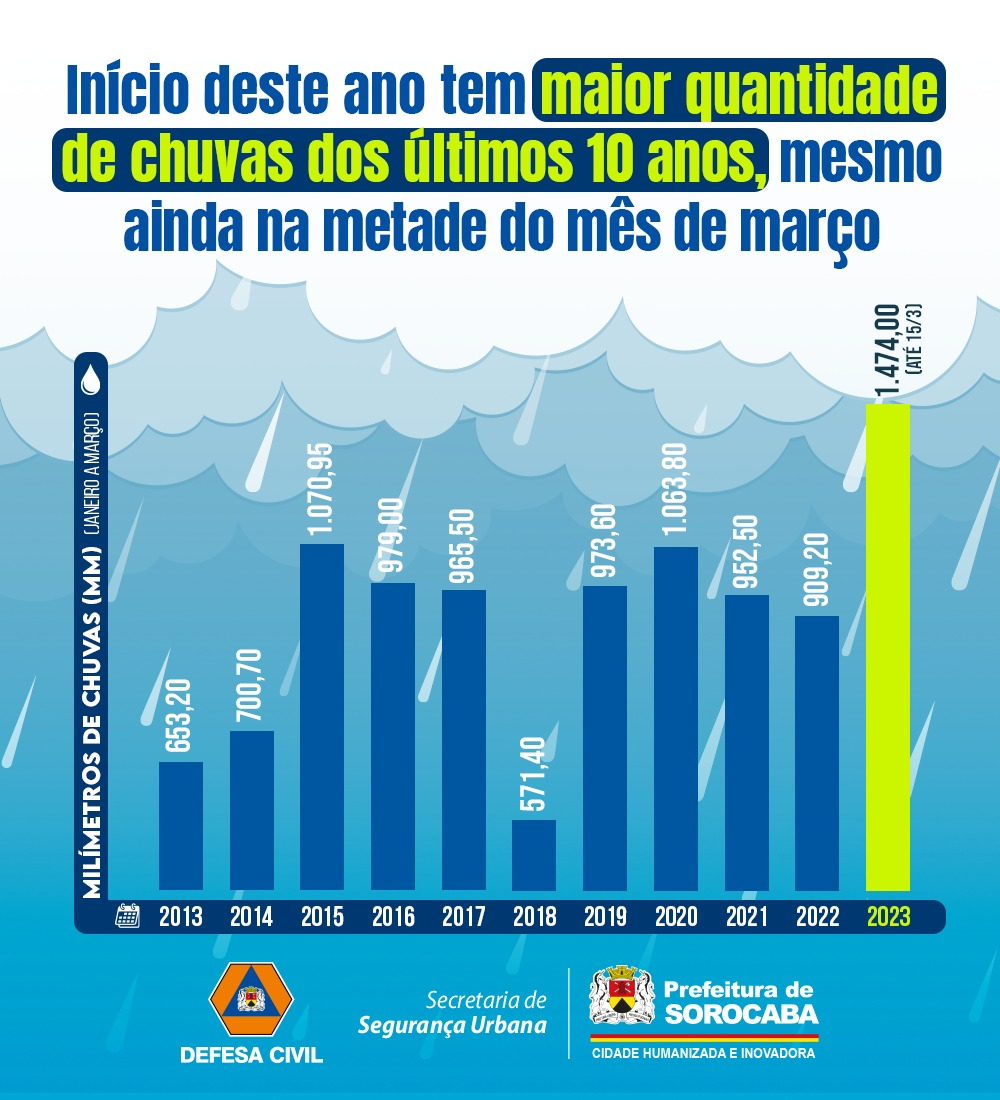 Início deste ano tem maior quantidade
de chuvas dos últimos 10 anos, mesmo
ainda na metade do mês de março
MILÍMETROS DE CHUVAS (MM) (JANEIRO A MARÇO)
653,20
700,70
1.070,95
979,00
965,50
571,40
973,60
1.063,80
952,50
909,20
1.474,00
(ATÉ 15/3)
2013 2014 2015 2016 2017 2018 2019 2020 2021 2022 2023
DEFESA CIVIL
Secretaria de
Segurança Urbana
Prefeitura de
SOROCABA
CIDADE HUMANIZADA E INOVADORA